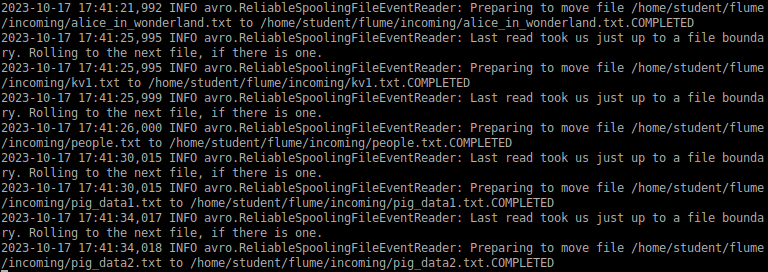 2023-10-17 17:41:21,992 INFO avro.ReliableSpoolingFileEventReader: Preparing to move file /home/student/flume
/incoming/alice_in_wonderland.txt to /home/student/flume/incoming/alice_in_wonderland.txt.COMPLETED
2023-10-17 17:41:25,995 INFO avro.ReliableSpoolingFileEventReader: Last read took us just up to a file bounda
ry. Rolling to the next file, if there is one.
2023-10-17 17:41:25,995 INFO avro.ReliableSpoolingFileEventReader: Preparing to move file /home/student/flume
/incoming/kv1.txt to /home/student/flume/incoming/kv1.txt.COMPLETED
2023-10-17 17:41:25,999 INFO avro.ReliableSpoolingFileEventReader: Last read took us just up to a file bounda
ry. Rolling to the next file, if there is one.
2023-10-17 17:41:26,000 INFO avro.ReliableSpoolingFileEventReader: Preparing to move file /home/student/flume
/incoming/people.txt to /home/student/flume/incoming/people.txt.COMPLETED
2023-10-17 17:41:30,015 INFO avro.ReliableSpoolingFileEventReader: Last read took us just up to a file bounda
ry. Rolling to the next file, if there is one.
2023-10-17 17:41:30,015 INFO avro.ReliableSpoolingFileEventReader: Preparing to move file /home/student/flume
/incoming/pig_data1.txt to /home/student/flume/incoming/pig_data1.txt.COMPLETED
2023-10-17 17:41:34,017 INFO avro.ReliableSpoolingFileEventReader: Last read took us just up to a file bounda
ry. Rolling to the next file, if there is one.
2023-10-17 17:41:34,018 INFO avro.ReliableSpoolingFileEventReader: Preparing to move file /home/student/flume
/incoming/pig_data2.txt to /home/student/flume/incoming/pig_data2.txt.COMPLETED